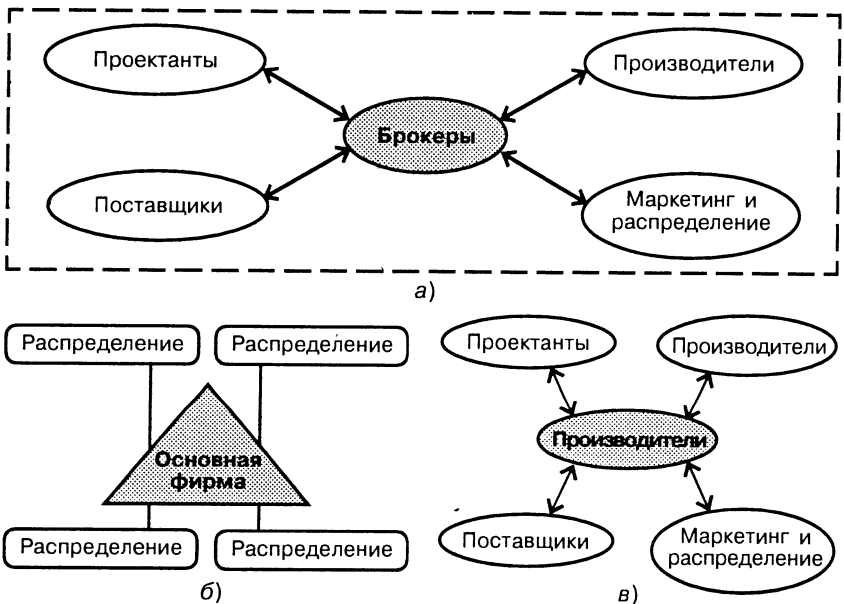 Проектанты
Производители
Брокеры
Поставщики
Маркетинг и
распределение
а)
Распределение
Распределение
Основная
фирма
Распределение
Распределение
б)
Проектанты
Производители
Производители
Поставщики
Маркетинг и
распределение
в)